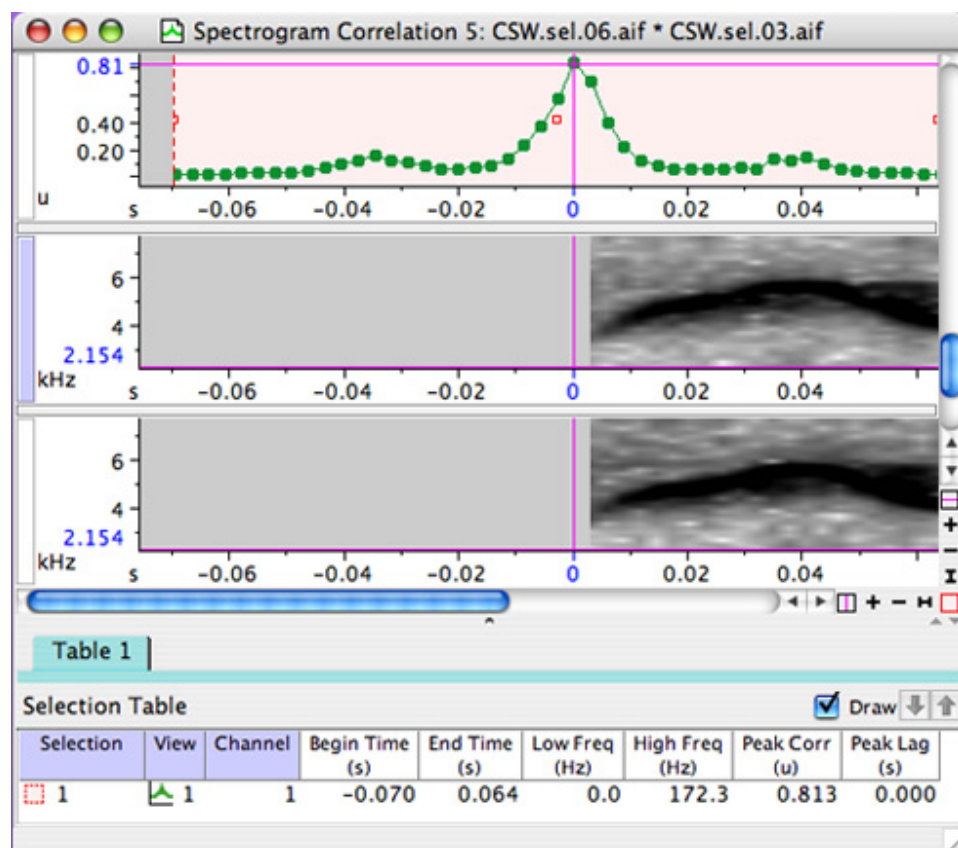 Spectrogram Correlation 5: CSW.sel.06.aif * CSW.sel.03.aif
0.81
0.40
0.20
u
s -0.06 -0.04 -0.02 0 0.02 0.04
6
4
2.154
kHz
s -0.06 -0.04 -0.02 0 0.02 0.04
6
4
2.154
kHz
s -0.06 -0.04 -0.02 0 0.02 0.04
Table 1
Selection Table Draw
Selection View Channel Begin Time (s) End Time (s) Low Freq (Hz) High Freq (Hz) Peak Corr (u) Peak Lag (s)
1 1 1 -0.070 0.064 0.0 172.3 0.813 0.000